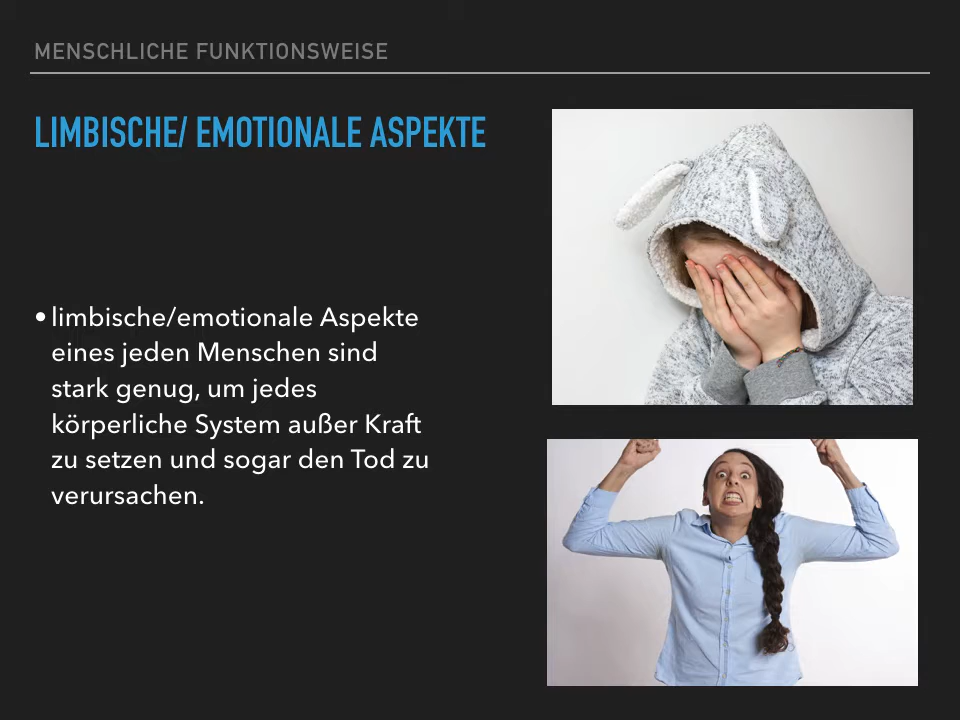 MENSCHLICHE FUNKTIONSWEISE
LIMBISCHE/ EMOTIONALE ASPEKTE
• limbische/emotionale Aspekte
eines jeden Menschen sind
stark genug, um jedes
körperliche System außer Kraft
zu setzen und sogar den Tod zu
verursachen.